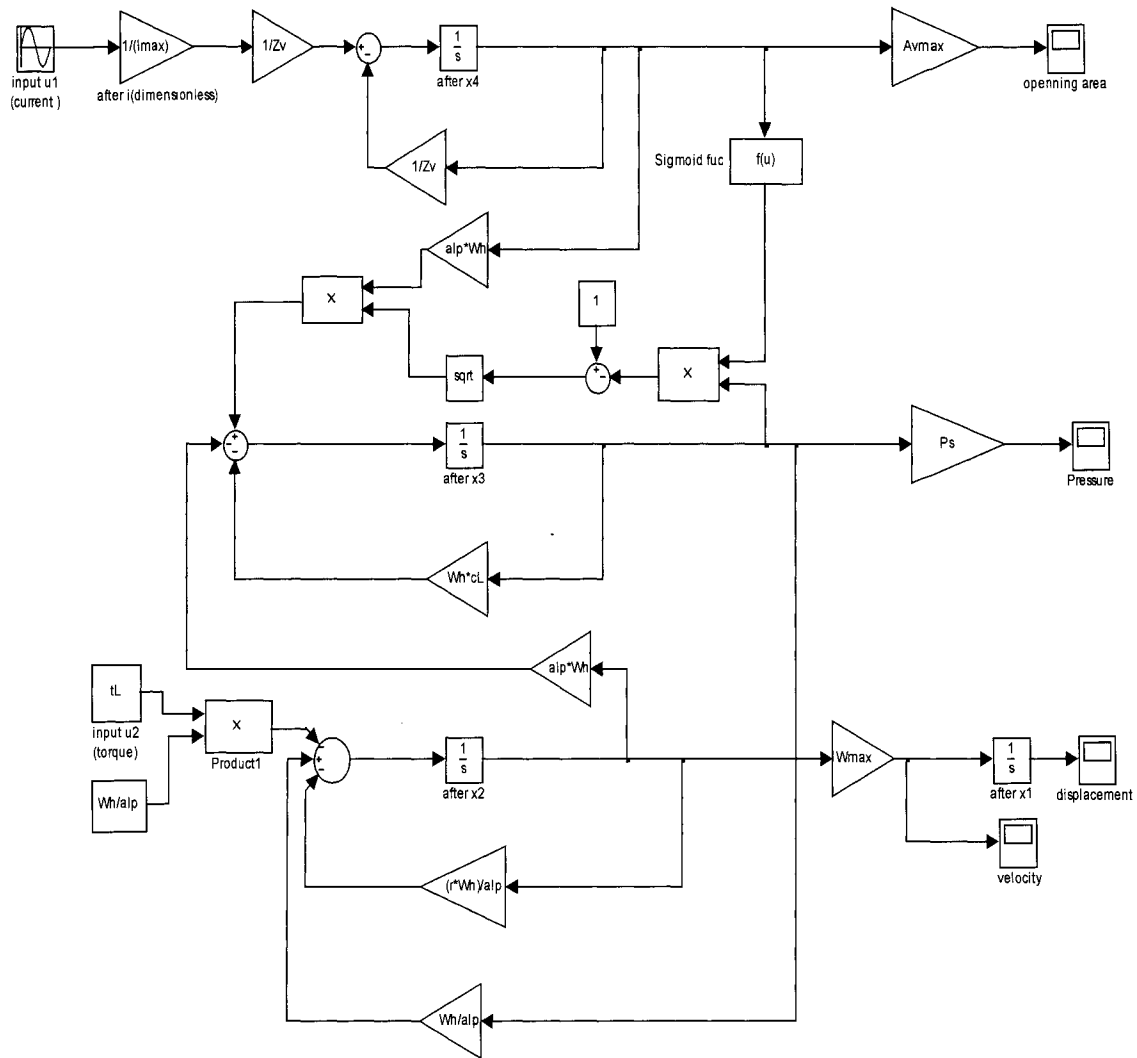 input u1
(current )
1/(imax)
after i(dimensionless)
1/Zv
+
-
1
s
after x4
Avmax
openning area
1/Zv
Sigmoid fuc
f(u)
alp*Wh
X
1
sqrt
+
-
X
+
-
-
1
s
after x3
Ps
Pressure
Wh*cL
alp*Wh
tL
input u2
(torque)
X
Product1
Wh/alp
-
+
-
1
s
after x2
Wmax
1
s
after x1
displacement
velocity
(r*Wh)/alp
Wh/alp